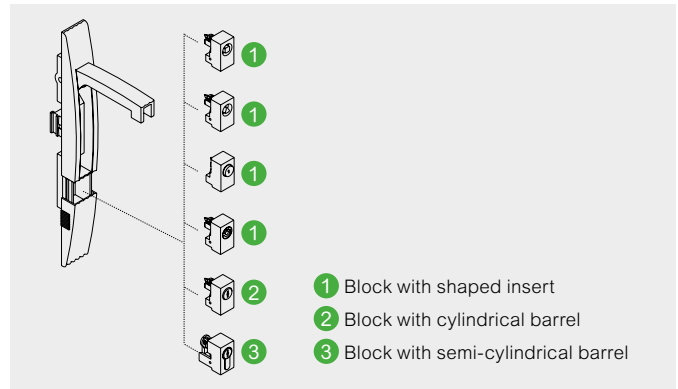 1
1
1
1
2
3
1 Block with shaped insert
2 Block with cylindrical barrel
3 Block with semi-cylindrical barrel